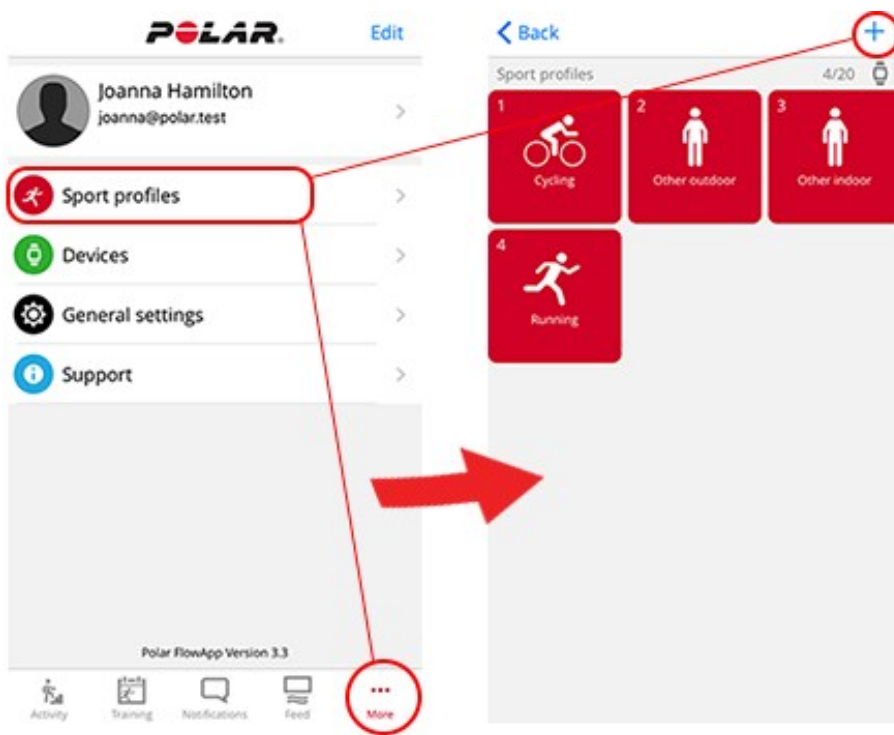 POLAR.
Edit
Joanna Hamilton
joanna@polar.test
Sport profiles
Devices
General settings
Support
Polar FlowApp Version 3.3
Activity
Training
Notifications
Feed
More
Back
+
Sport profiles
4/20
1
Cycling
2
Other outdoor
3
Other indoor
4
Running